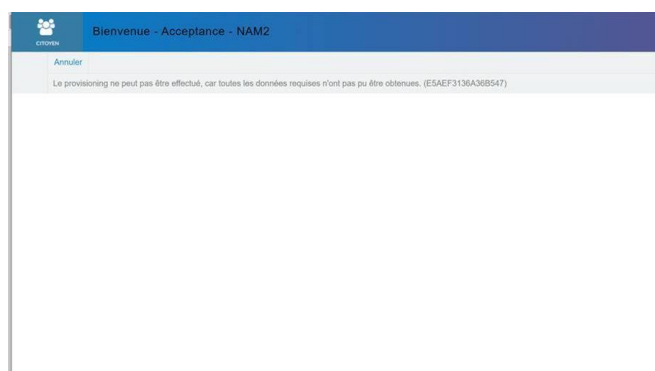 CITOYEN
Bienvenue - Acceptance - NAM2
Annuler
Le provisioning ne peut pas être effectué, car toutes les données requises n'ont pas pu être obtenues. (E5AEF3136A36B547)